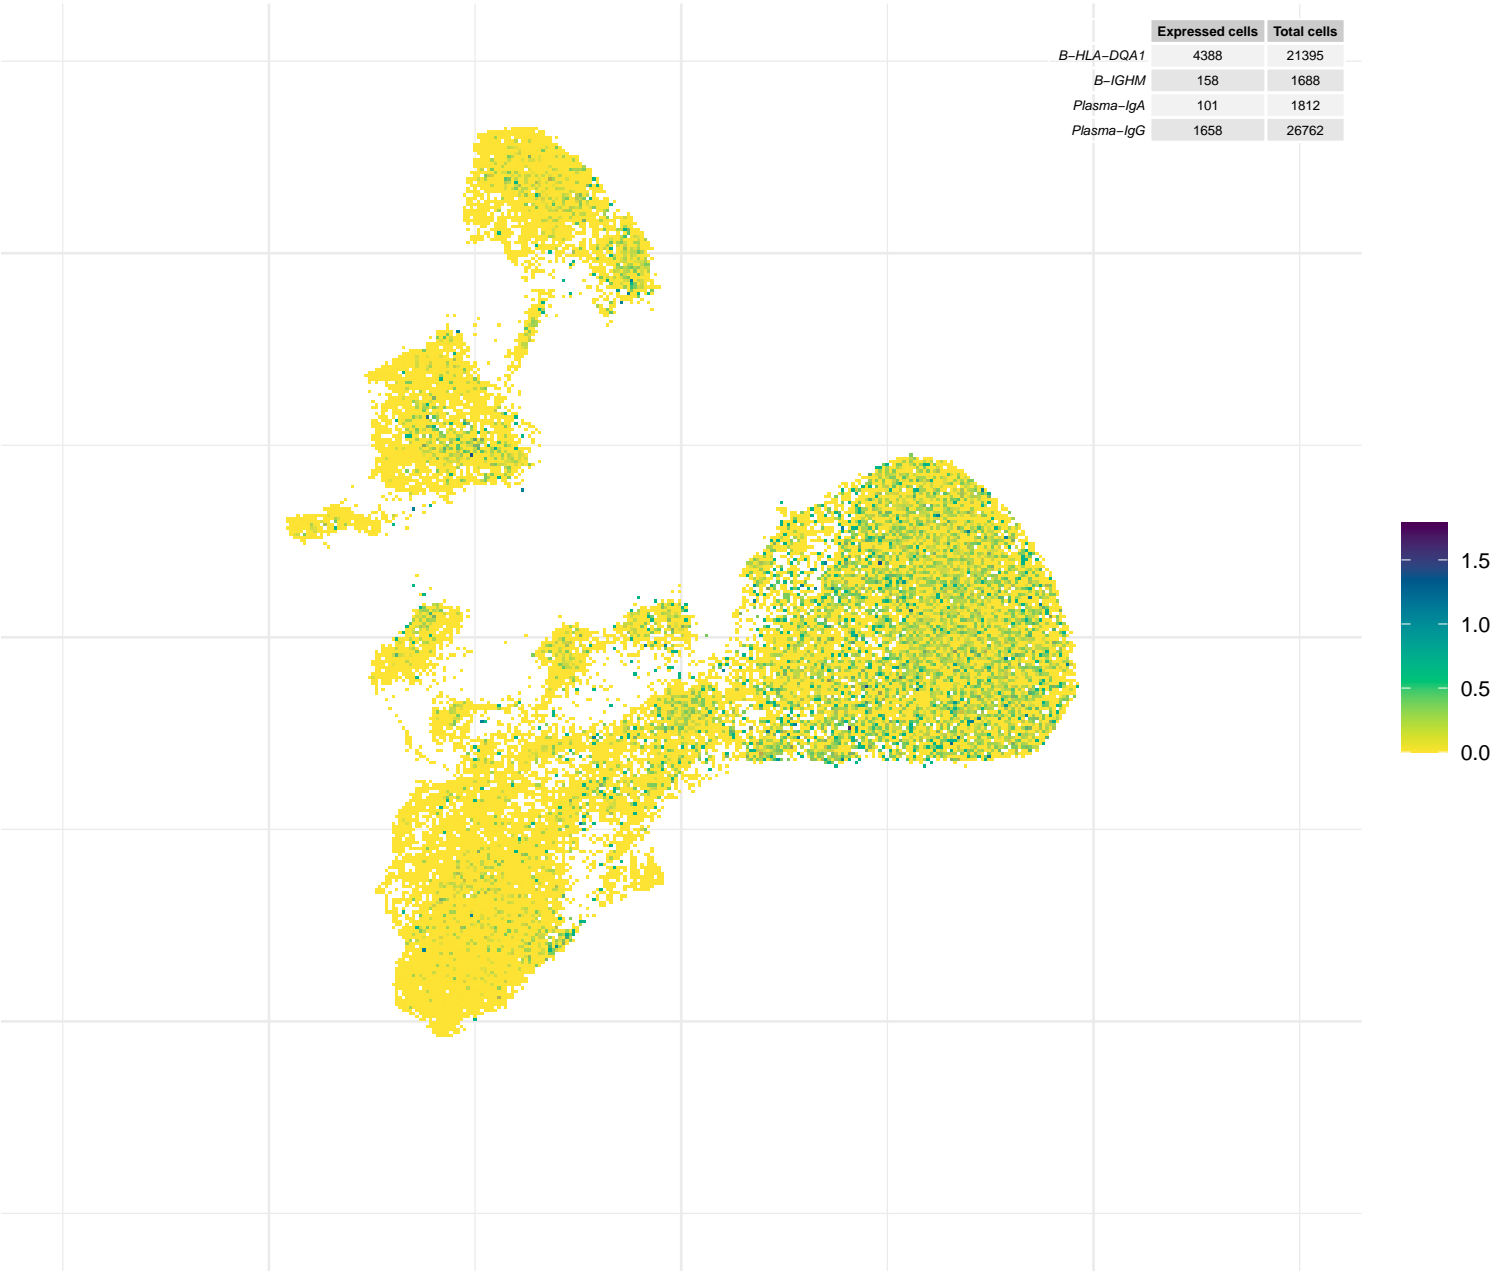 Expressed cells Total cells
B-HLA-DQA1 4388 21395
B-IGHM 158 1688
Plasma-IgA 101 1812
Plasma-IgG 1658 26762
1.5
1.0
0.5
0.0